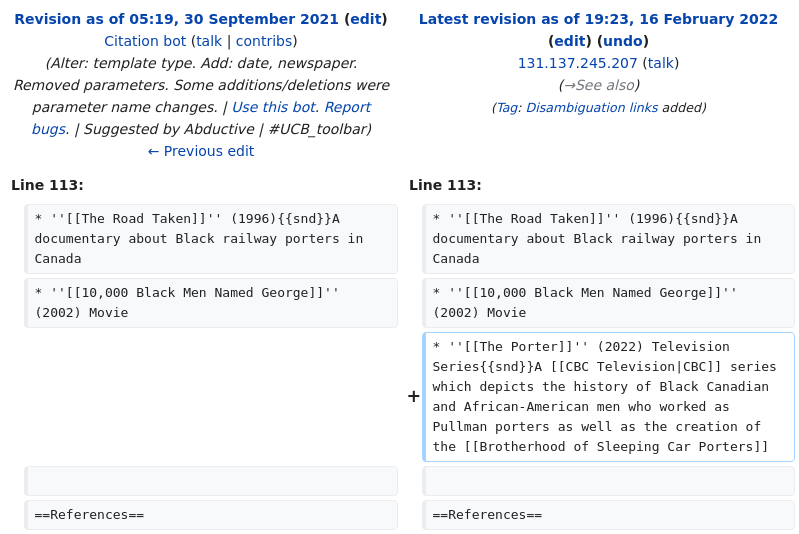 Revision as of 05:19, 30 September 2021 (edit)
Citation bot (talk | contribs)
(Alter: template type. Add: date, newspaper.
Removed parameters. Some additions/deletions were
parameter name changes. | Use this bot. Report
bugs. | Suggested by Abductive | #UCB_toolbar)
← Previous edit
Latest revision as of 19:23, 16 February 2022
(edit) (undo)
131.137.245.207 (talk)
(→See also)
(Tag: Disambiguation links added)
Line 113:
Line 113:
* ''[[The Road Taken]]'' (1996){{snd}}A
documentary about Black railway porters in
Canada
* ''[[The Road Taken]]'' (1996){{snd}}A
documentary about Black railway porters in
Canada
* ''[[10,000 Black Men Named George]]''
(2002) Movie
* ''[[10,000 Black Men Named George]]''
(2002) Movie
+
* ''[[The Porter]]'' (2022) Television
Series{{snd}}A [[CBC Television|CBC]] series
which depicts the history of Black Canadian
and African-American men who worked as
Pullman porters as well as the creation of
the [[Brotherhood of Sleeping Car Porters]]
==References==
==References==